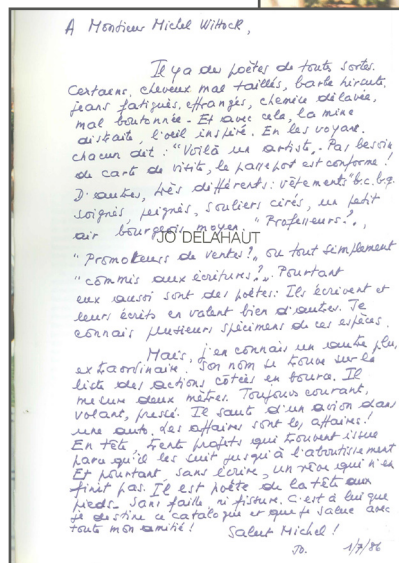 A Monsieur Michel Wittock,
Il y a des poètes de toutes sortes.
Certains, cheveux mal taillés, barbe hirsute,
jeans fatigués, effrangés, chemise délavée,
mal boutonnée. Et avec cela, la mine
distraite, l'oeil inspiré. En les voyant
chacun dit : "Voilà un artiste". Pas besoin
de carte de visite, le passeport est conforme !
D'autres, très différents : vêtements "b.c.b.g."
soignés, peignés, souliers cirés, un petit
air bourgeois moyen. "Professeurs ?",
JO DELAHAUT
"Promoteurs de ventes ?", ou tout simplement
"commis aux écritures ?". Pourtant
eux aussi sont des poètes : Ils écrivent et
leurs écrits en valent bien d'autres. Je
connais plusieurs spécimens de ces espèces.
Mais, j'en connais un autre plus
extraordinaire. Son nom se trouve sur la
liste des actions côtées en bourse. Il
mesure deux mètres. Toujours courant,
volant, pressé. Il saute d'un avion dans
une auto. Les affaires sont les affaires !
En tête trente projets qui trouvent issue
parce qu'il les suit jusqu'à l'aboutissement
Et pourtant sans écrire, un rêve qui n'en
finit pas. Il est poète de la tête aux
pieds. Sans faille, ni fissure. C'est à lui que
je destine ce catalogue et que je salue avec
toute mon amitié !
Salut Michel !
Jo. 1/7/86